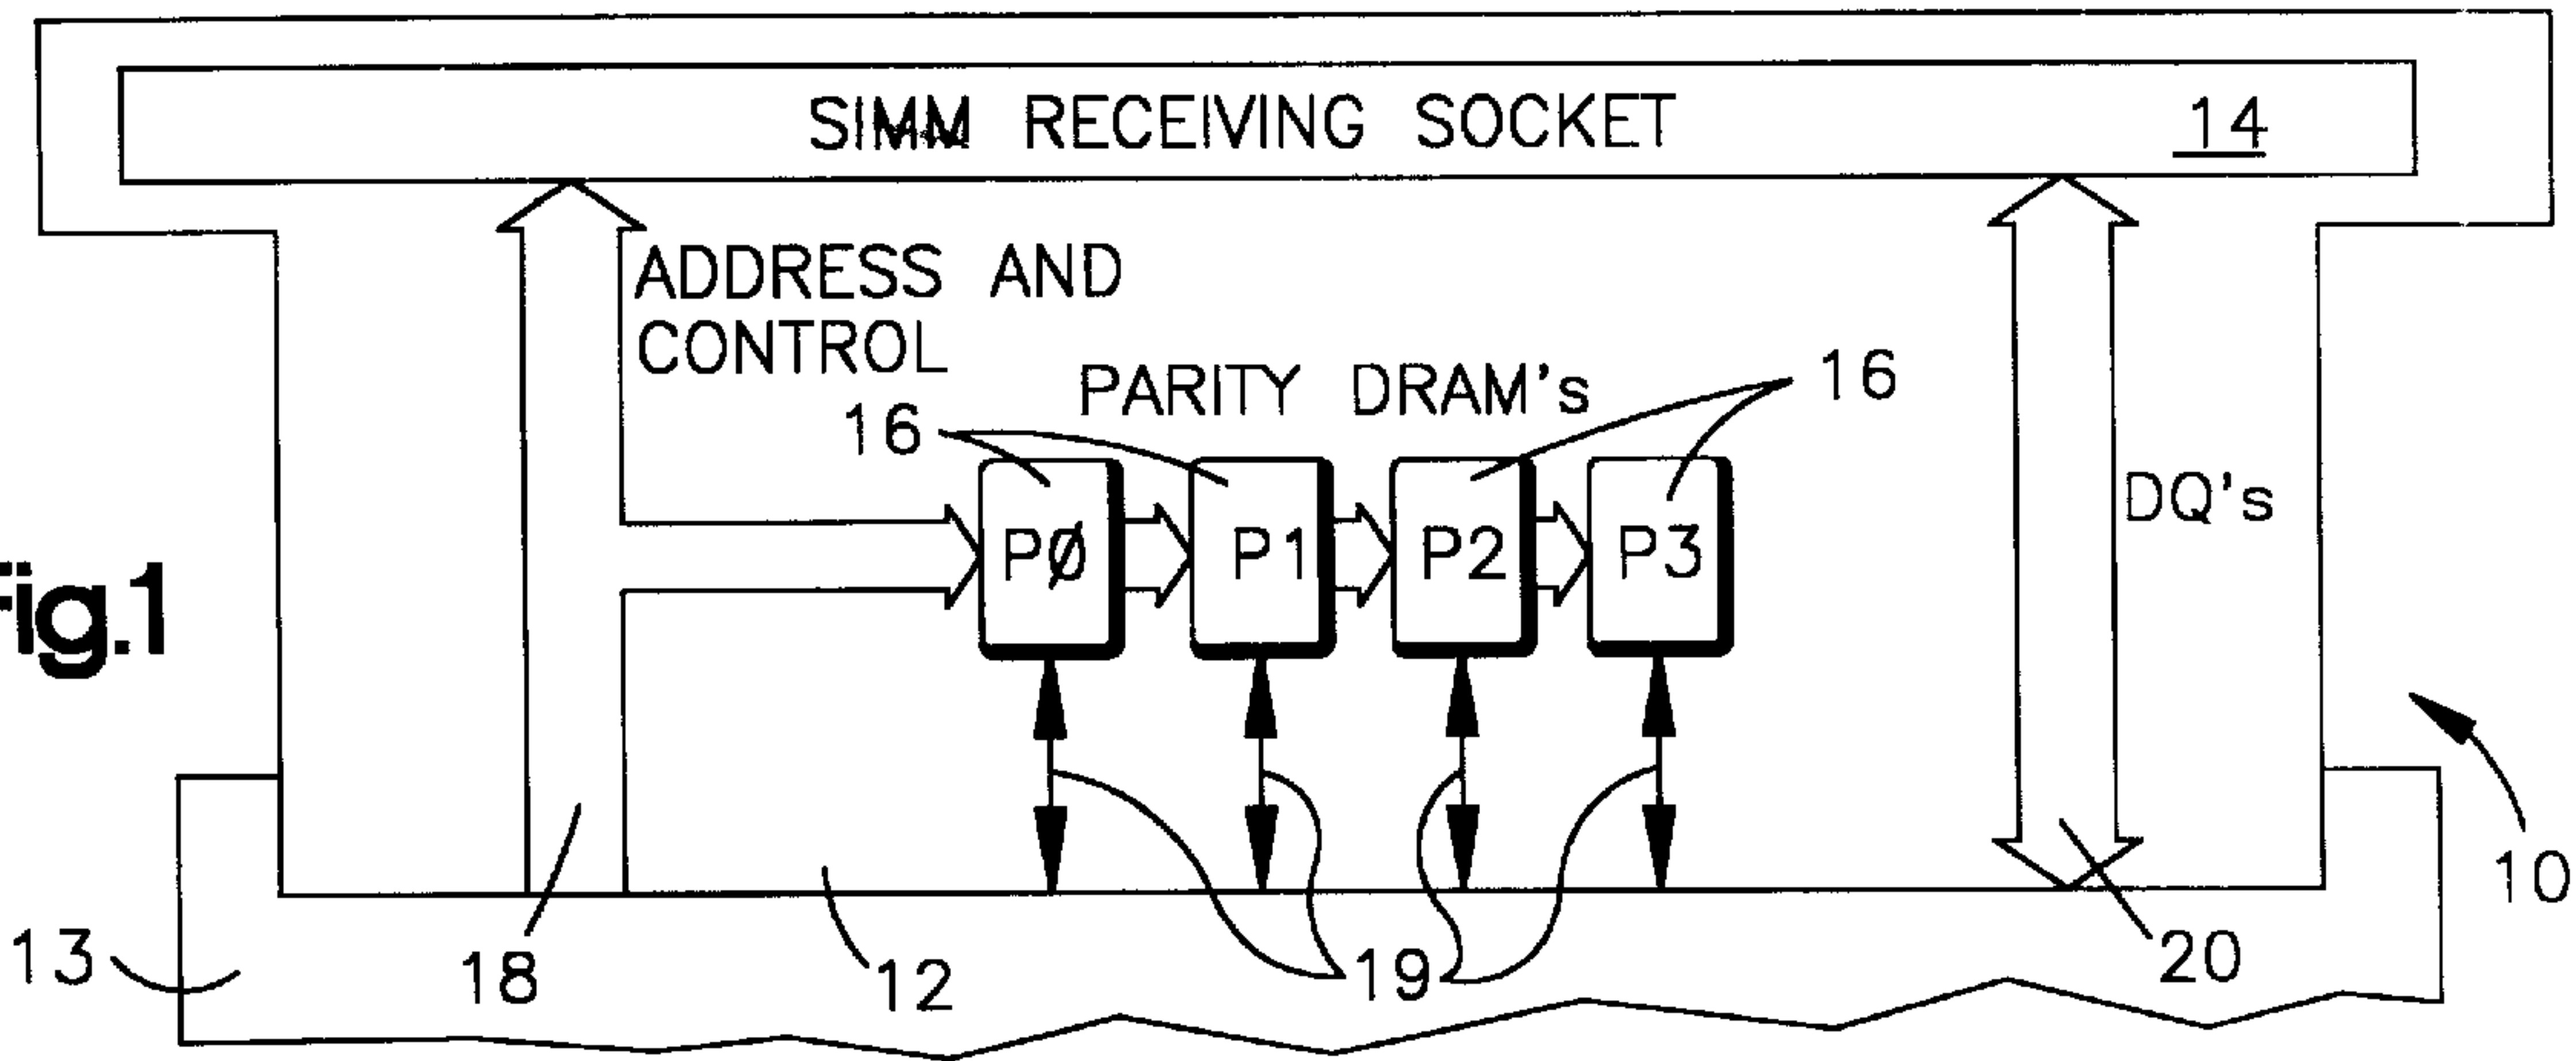 SIMM RECEIVING SOCKET 14
ADDRESS AND
CONTROL
PARITY DRAM's
16
16
PØ P1 P2 P3
DQ's
Fig.1
10
13
18
12
19
20